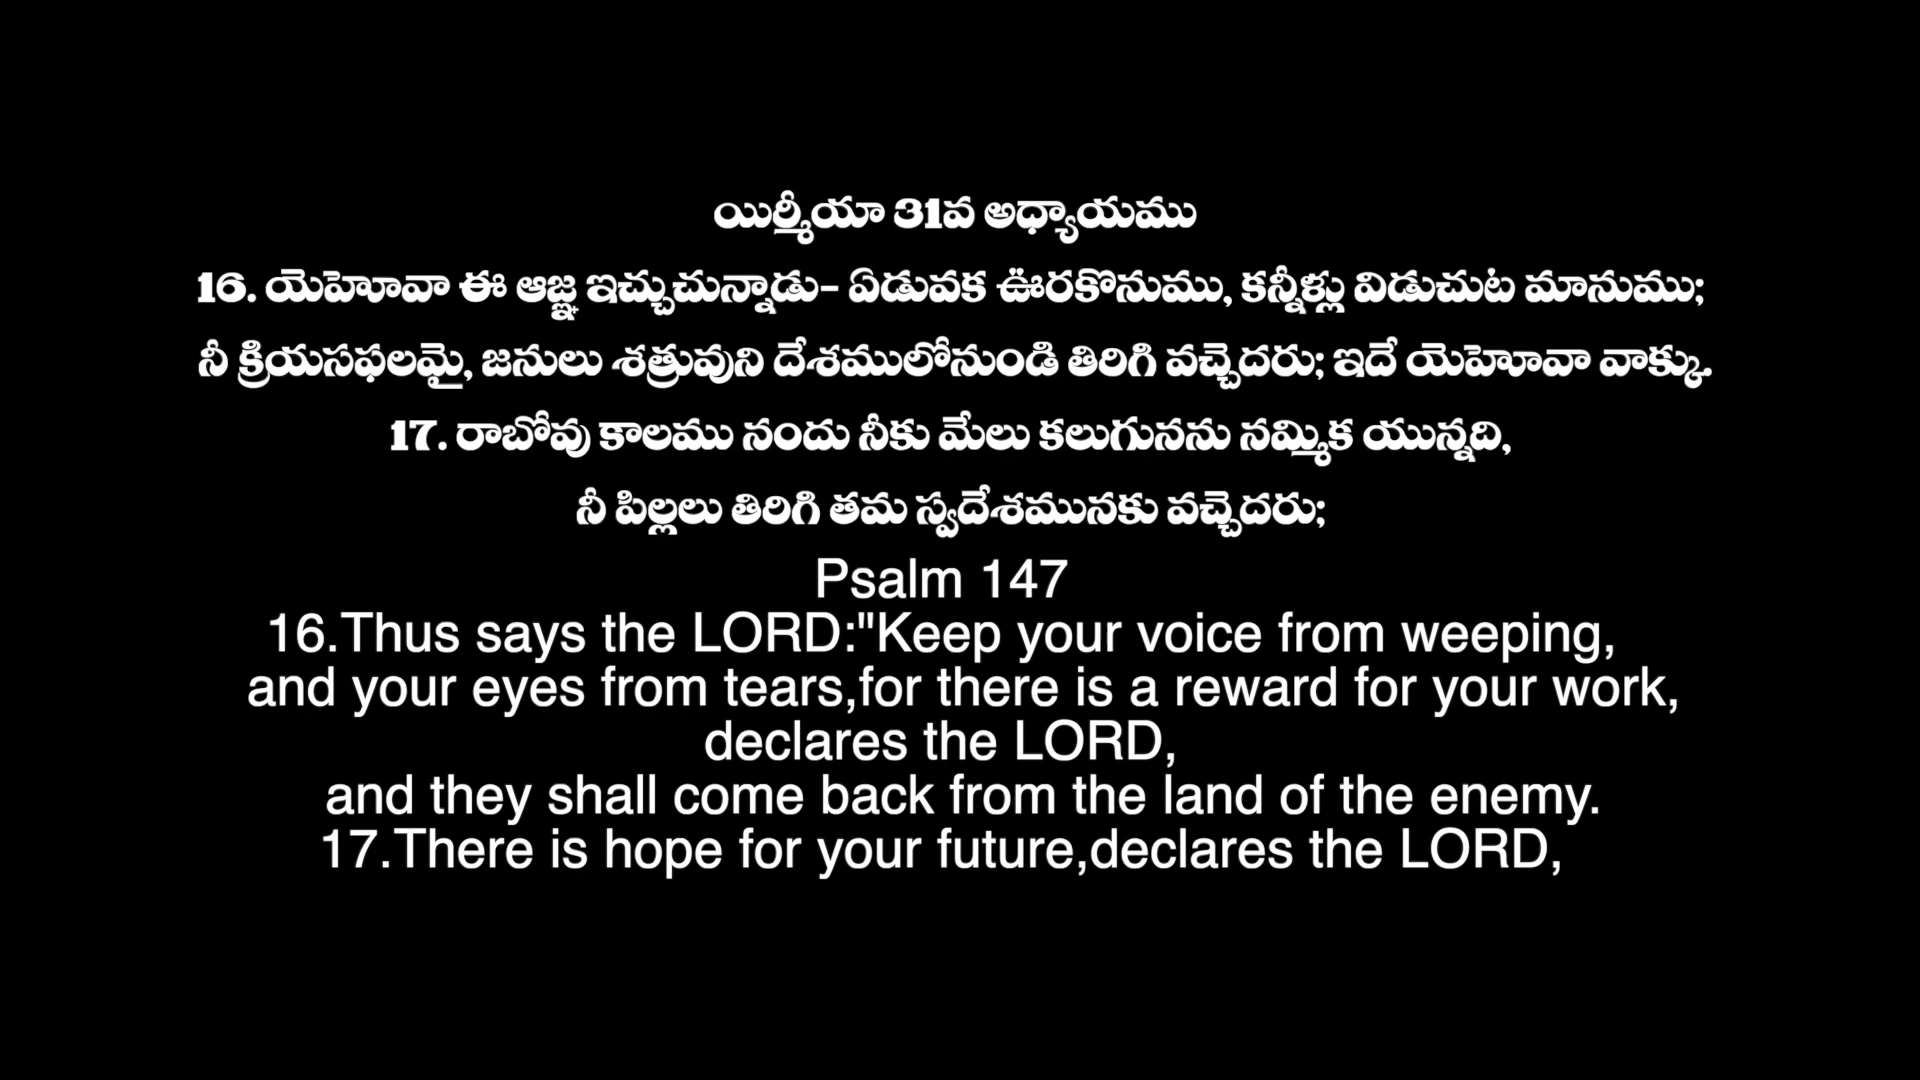 యిర్మీయా 31వ అధ్యాయము
16. యెహోవా ఈ ఆజ్ఞ ఇచ్చుచున్నాడు- ఏడువక ఊరకొనుము, కన్నీళ్లు విడుచుట మానుము;
నీ క్రియసఫలమై, జనులు శత్రువుని దేశములోనుండి తిరిగి వచ్చెదరు; ఇదే యెహోవా వాక్కు.
17. రాబోవు కాలము నందు నీకు మేలు కలుగునను నమ్మిక యున్నది,
నీ పిల్లలు తిరిగి తమ స్వదేశమునకు వచ్చెదరు;
Psalm 147
16.Thus says the LORD:"Keep your voice from weeping,
and your eyes from tears,for there is a reward for your work,
declares the LORD,
and they shall come back from the land of the enemy.
17.There is hope for your future,declares the LORD,